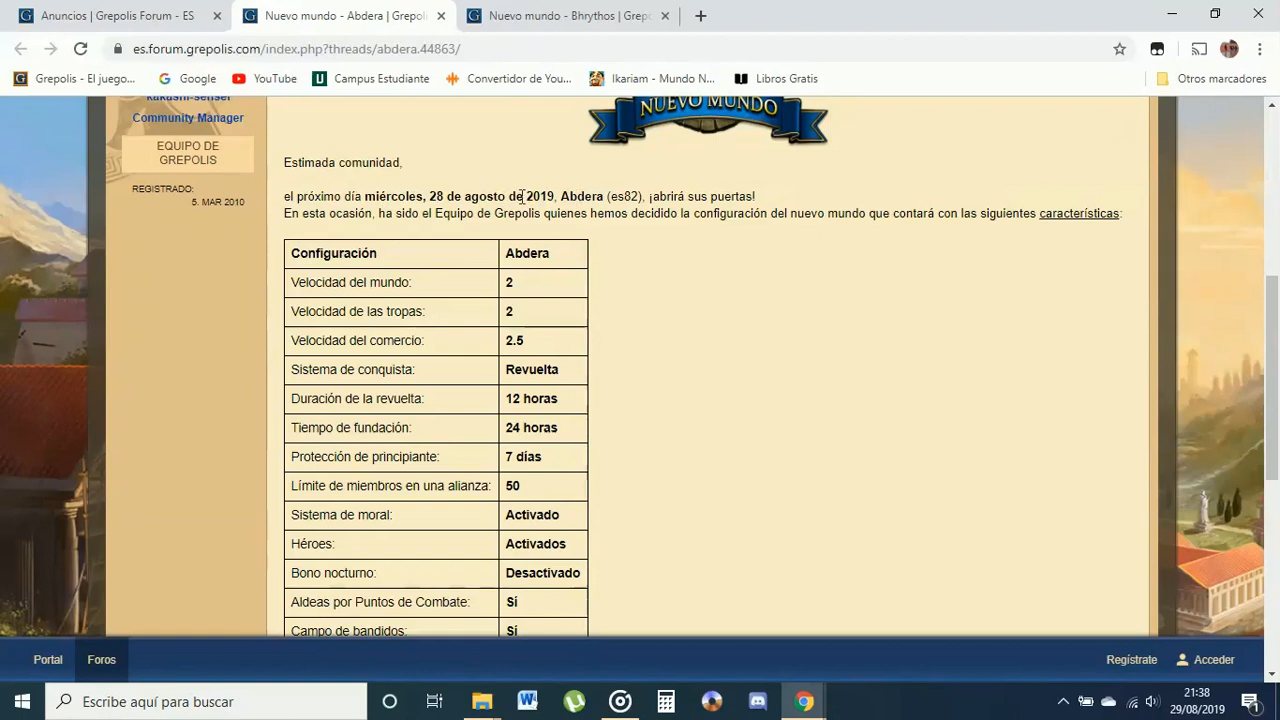 Anuncios | Grepolis Forum - ES
Nuevo mundo - Abdera | Grepoli
Nuevo mundo - Bhrythos | Grepo
es.forum.grepolis.com/index.php?threads/abdera.44863/
Grepolis - El juego...
Google
YouTube
Campus Estudiante
Convertidor de You...
Ikariam - Mundo N...
Libros Gratis
Otros marcadores
kakashi-sensei
Community Manager
EQUIPO DE
GREPOLIS
REGISTRADO:
5. MAR 2010
NUEVO MUNDO
Estimada comunidad,
el próximo día miércoles, 28 de agosto de 2019, Abdera (es82), ¡abrirá sus puertas!
En esta ocasión, ha sido el Equipo de Grepolis quienes hemos decidido la configuración del nuevo mundo que contará con las siguientes características:
Configuración Abdera
Velocidad del mundo: 2
Velocidad de las tropas: 2
Velocidad del comercio: 2.5
Sistema de conquista: Revuelta
Duración de la revuelta: 12 horas
Tiempo de fundación: 24 horas
Protección de principiante: 7 días
Límite de miembros en una alianza: 50
Sistema de moral: Activado
Héroes: Activados
Bono nocturno: Desactivado
Aldeas por Puntos de Combate: Sí
Campo de bandidos: Sí
Portal
Foros
Regístrate
Acceder
Escribe aquí para buscar
21:38
29/08/2019